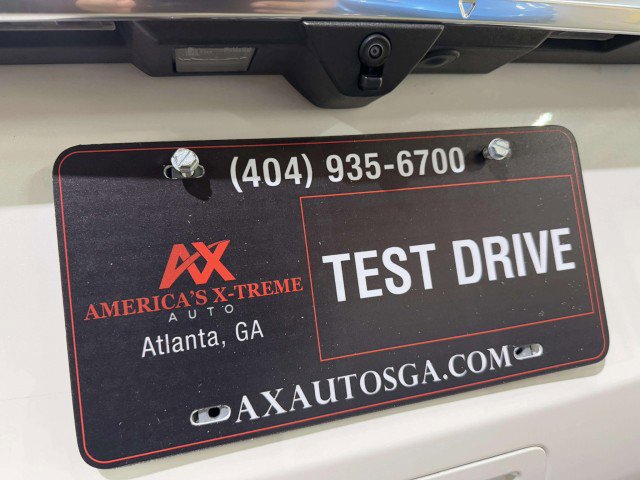 (404) 935-6700
AX
AMERICA'S X-TREME
AUTO
Atlanta, GA
TEST DRIVE
AXAUTOSGA.COM